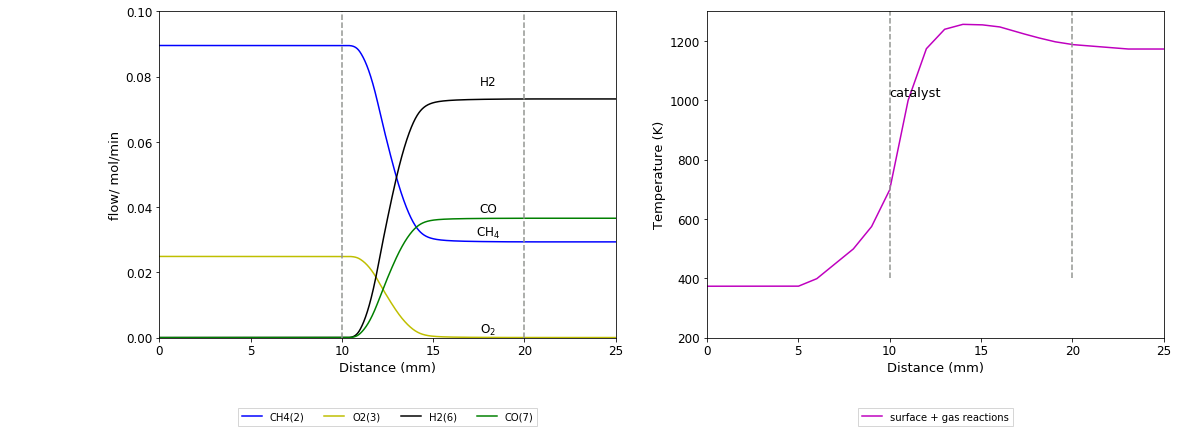 0.10
0.08
0.06
0.04
0.02
0.00
flow/ mol/min
H2
CO
CH₄
O₂
0 5 10 15 20 25
Distance (mm)
CH4(2) O2(3) H2(6) CO(7)
1200
1000
800
600
400
200
Temperature (K)
catalyst
0 5 10 15 20 25
Distance (mm)
surface + gas reactions